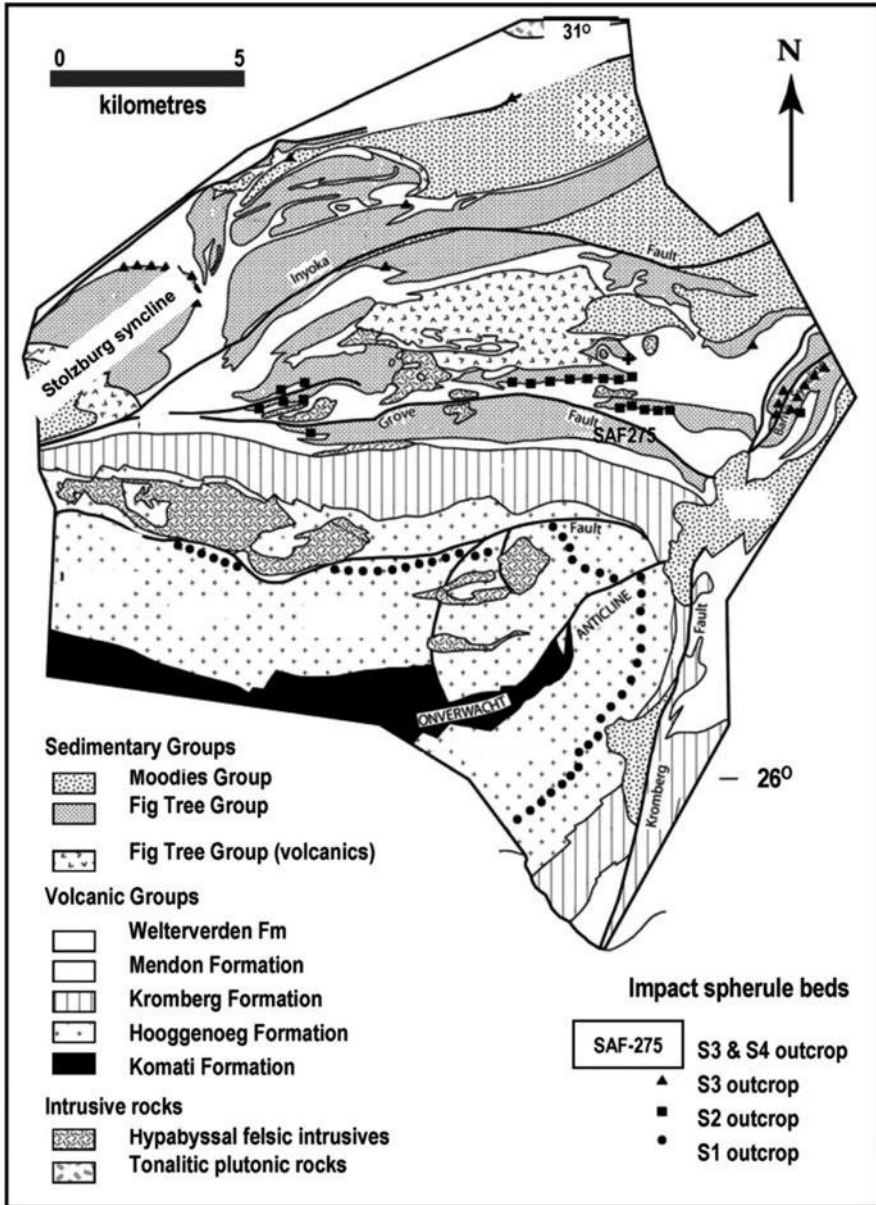 31O
0 5
kilometres
N
Stolzburg syncline
Inyoka
Fault
Grove
Fault
SAF275
Fault
ANTICLINE
ONVERWACHT
Fault
Kromberg
26O
Sedimentary Groups
Moodies Group
Fig Tree Group
Fig Tree Group (volcanics)
Volcanic Groups
Welterverden Fm
Mendon Formation
Kromberg Formation
Hooggenoeg Formation
Komati Formation
Intrusive rocks
Hypabyssal felsic intrusives
Tonalitic plutonic rocks
Impact spherule beds
SAF-275 S3 & S4 outcrop
S3 outcrop
S2 outcrop
S1 outcrop